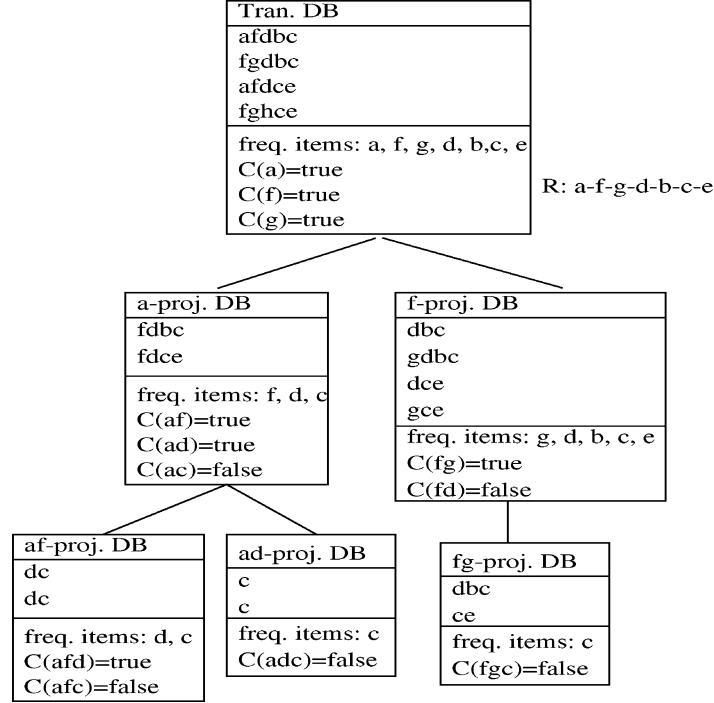 Tran. DB
afdbc
fgdbc
afdce
fghce
freq. items: a, f, g, d, b,c, e
C(a)=true
C(f)=true
C(g)=true
R: a-f-g-d-b-c-e
a-proj. DB
fdbc
fdce
freq. items: f, d, c
C(af)=true
C(ad)=true
C(ac)=false
f-proj. DB
dbc
gdbc
dce
gce
freq. items: g, d, b, c, e
C(fg)=true
C(fd)=false
af-proj. DB
dc
dc
freq. items: d, c
C(afd)=true
C(afc)=false
ad-proj. DB
c
c
freq. items: c
C(adc)=false
fg-proj. DB
dbc
ce
freq. items: c
C(fgc)=false